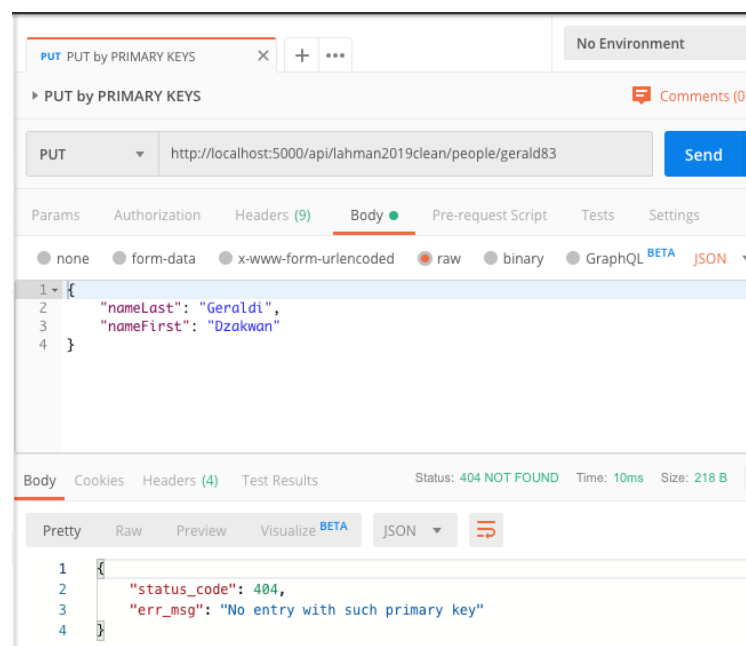 PUT PUT by PRIMARY KEYS
No Environment
PUT by PRIMARY KEYS
Comments (0
PUT http://localhost:5000/api/lahman2019clean/people/gerald83 Send
Params Authorization Headers (9) Body Pre-request Script Tests Settings
none form-data x-www-form-urlencoded raw binary GraphQL BETA JSON
1 {
2 "nameLast": "Geraldi",
3 "nameFirst": "Dzakwan"
4 }
Body Cookies Headers (4) Test Results Status: 404 NOT FOUND Time: 10ms Size: 218 B
Pretty Raw Preview Visualize BETA JSON
1 {
2 "status_code": 404,
3 "err_msg": "No entry with such primary key"
4 }